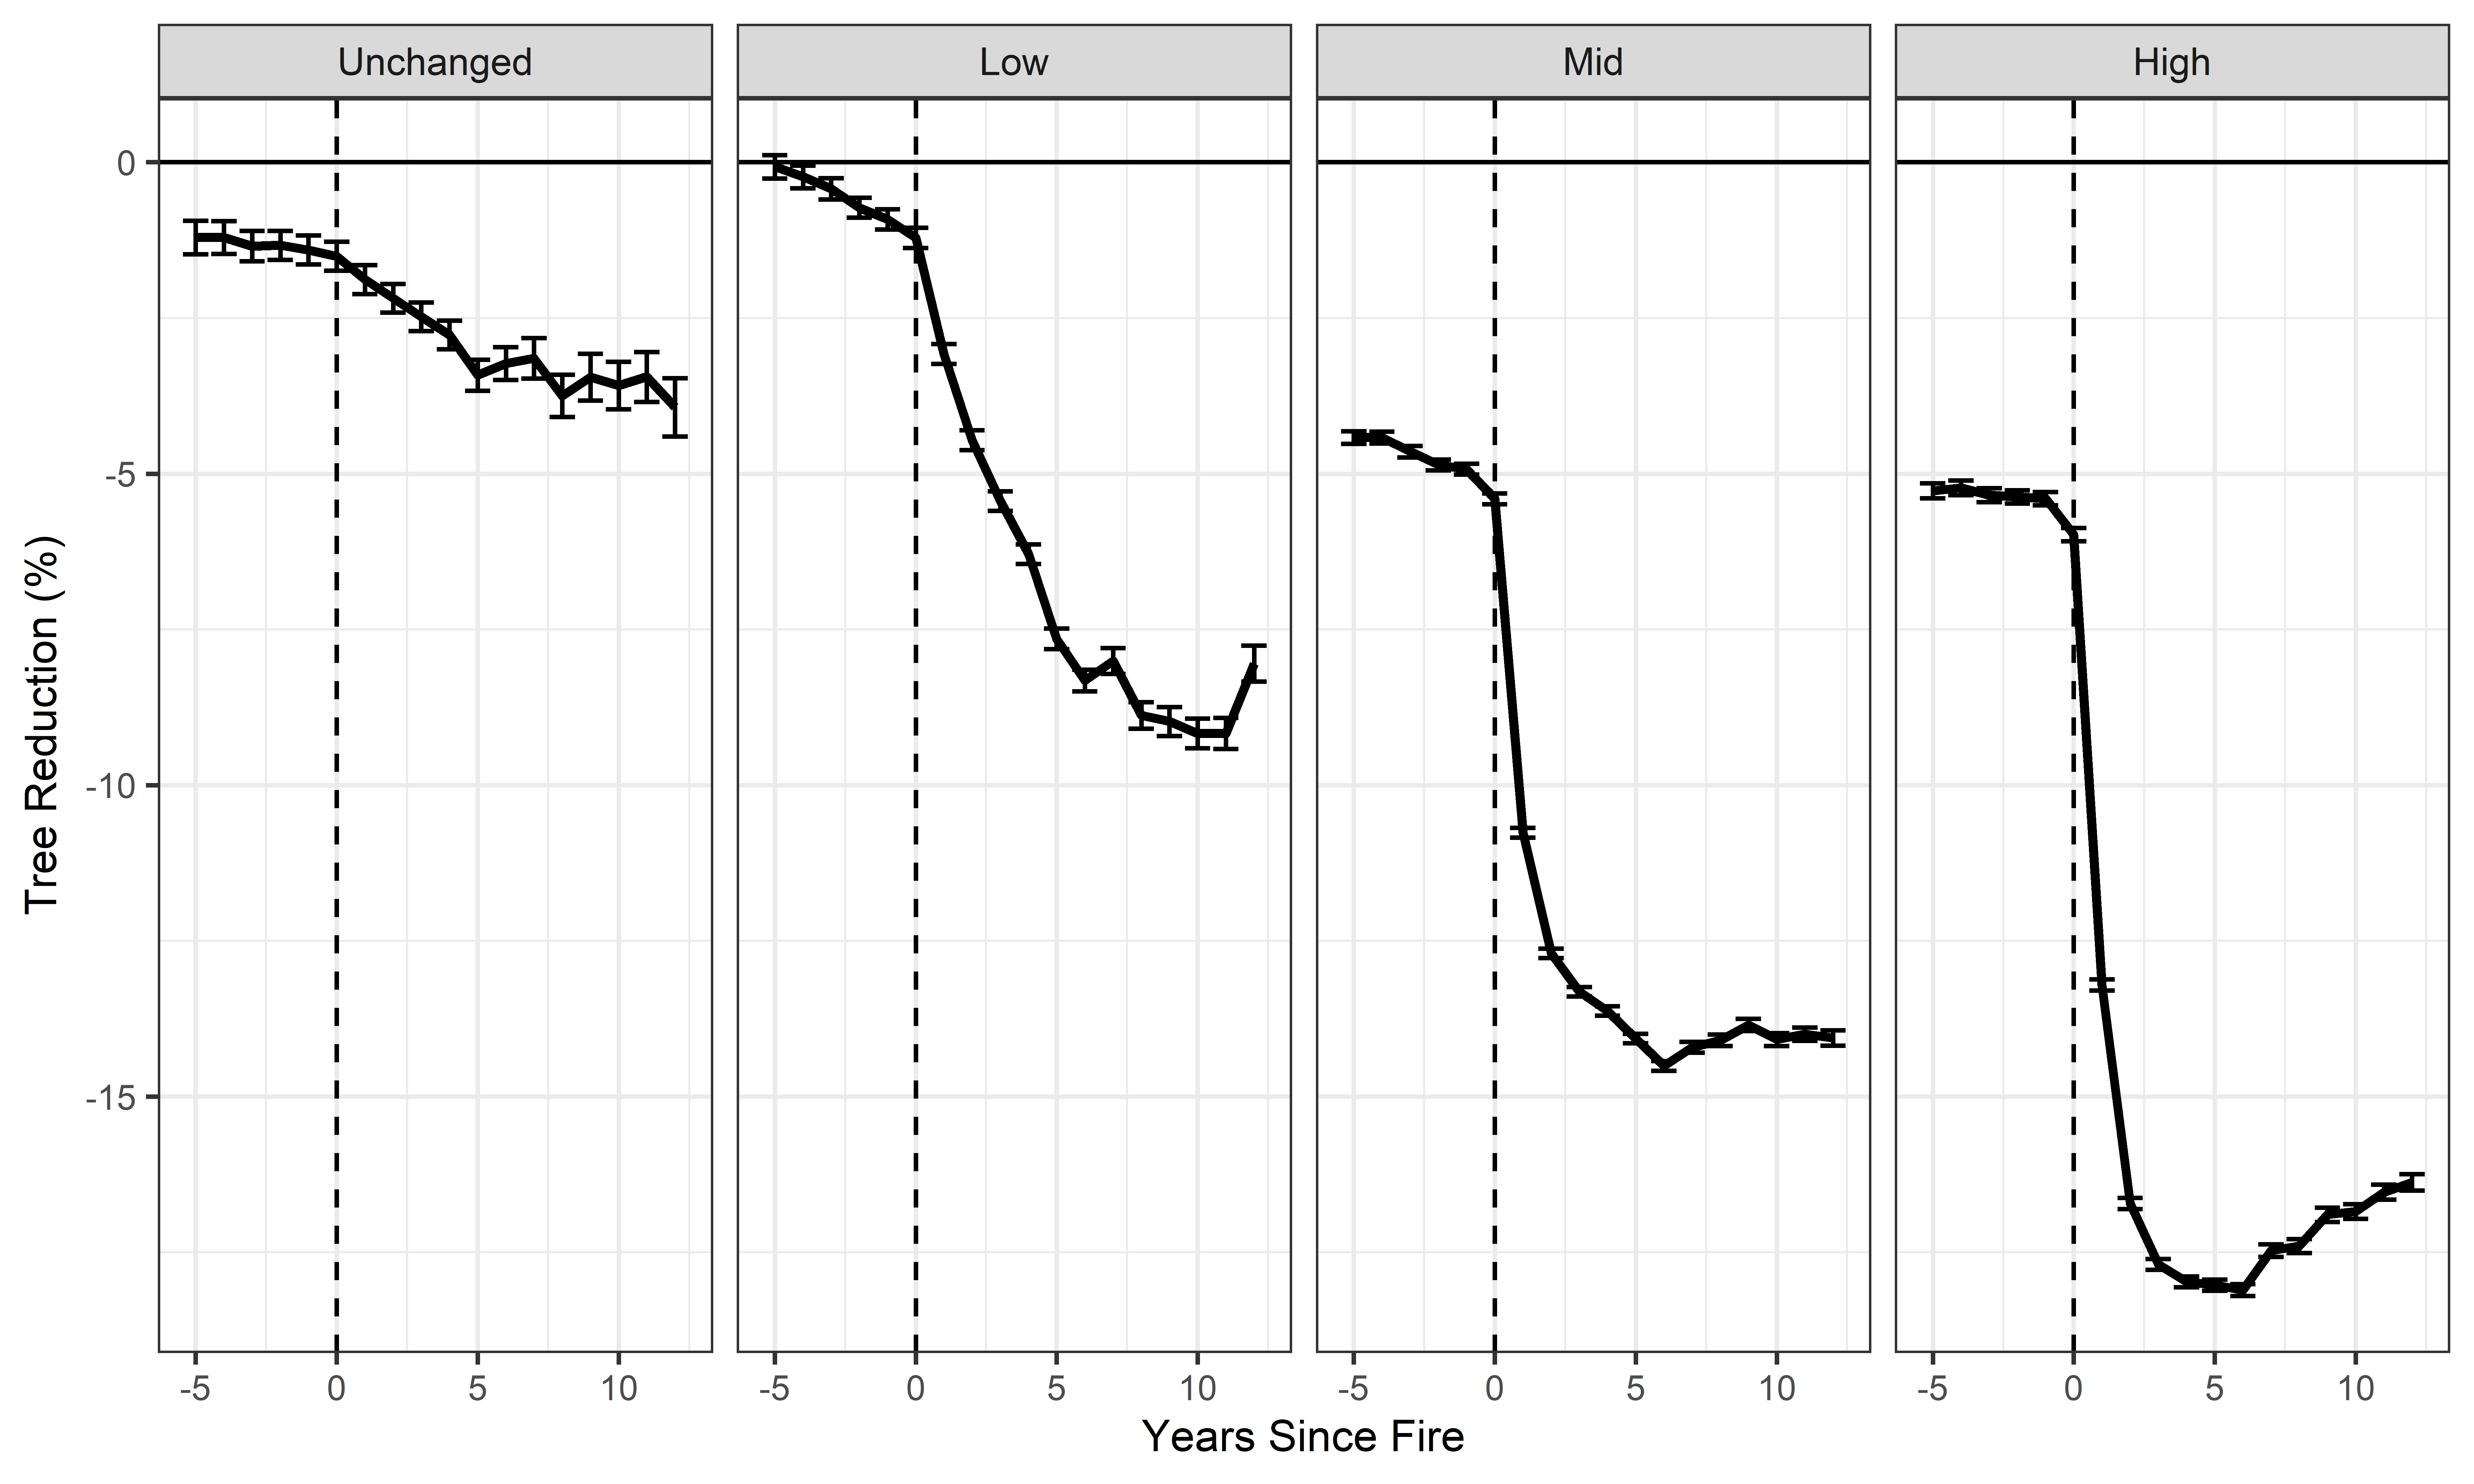 Unchanged Low Mid High
0
-5
-10
-15
Tree Reduction (%)
-5 0 5 10 -5 0 5 10 -5 0 5 10 -5 0 5 10
Years Since Fire